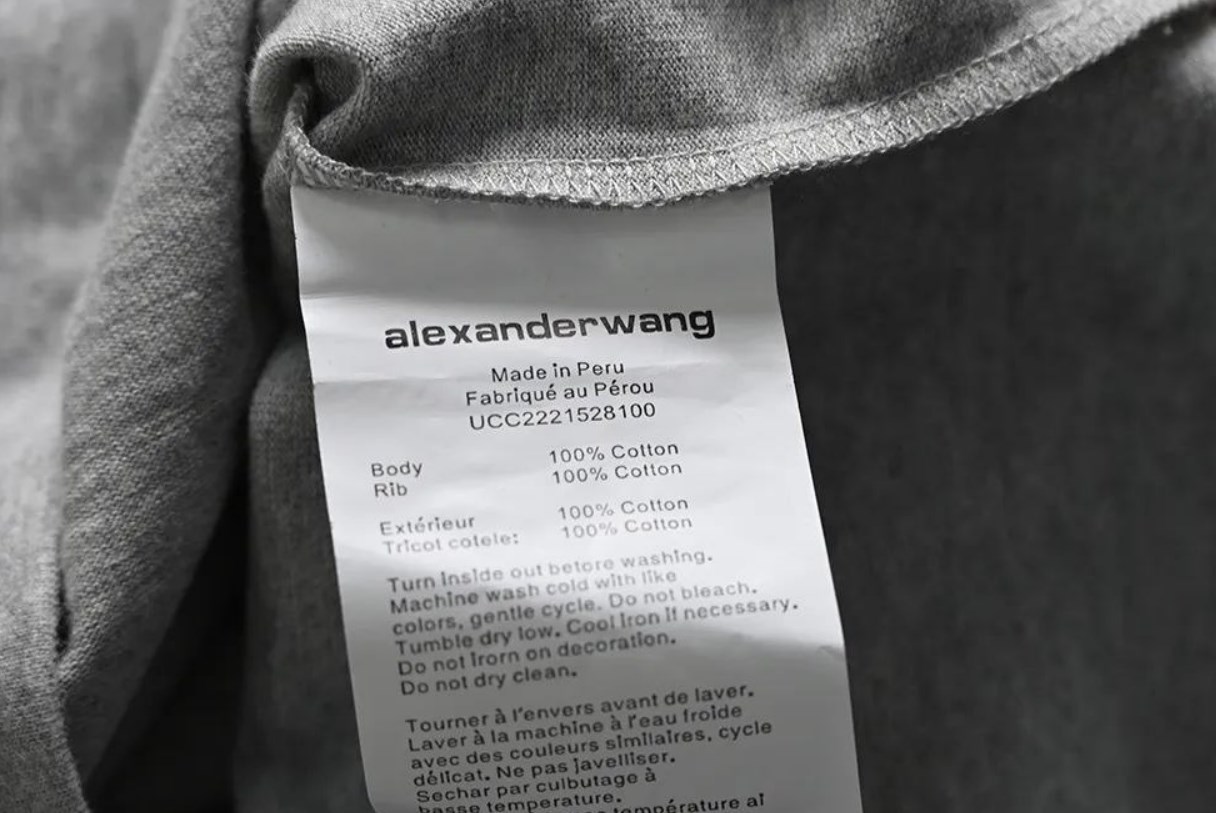 alexanderwang
Made in Peru
Fabriqué au Pérou
UCC2221528100
Body 100% Cotton
Rib 100% Cotton
Extérieur 100% Cotton
Tricot cotele: 100% Cotton
Turn inside out before washing.
Machine wash cold with like
colors, gentle cycle. Do not bleach.
Tumble dry low. Cool iron if necessary.
Do not irorn on decoration.
Do not dry clean.
Tourner à l'envers avant de laver.
Laver à la machine à l'eau froide
avec des couleurs similaires, cycle
délicat. Ne pas javelliser.
Sechar par culbutage à
basse temperature.
température